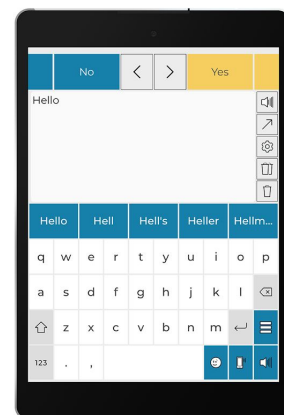 No < > Yes
Hello
Hello Hell Hell's Heller Hellm...
q w e r t y u i o p
a s d f g h j k l
z x c v b n m
123 . ,